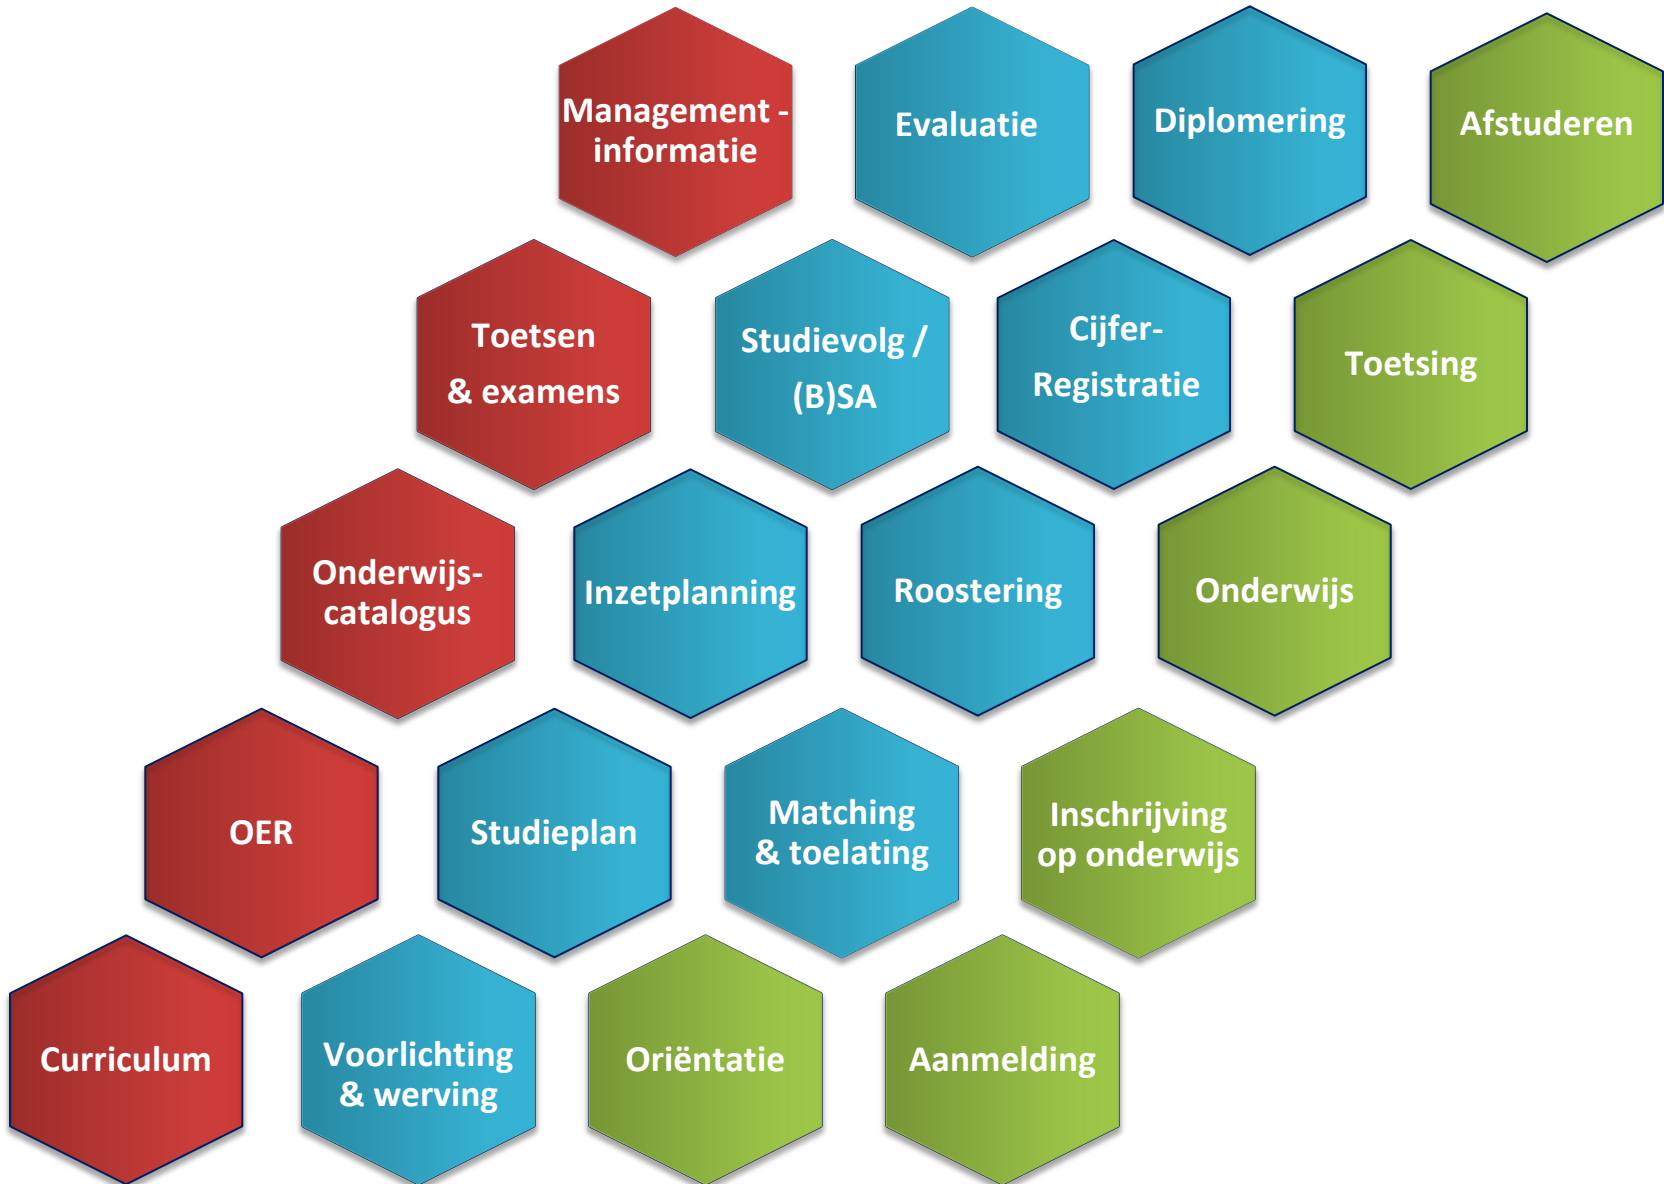 Management -
informatie
Evaluatie
Diplomering
Afstuderen
Toetsen
& examens
Studievolg /
(B)SA
Cijfer-
Registratie
Toetsing
Onderwijs-
catalogus
Inzetplanning
Roostering
Onderwijs
OER
Studieplan
Matching
& toelating
Inschrijving
op onderwijs
Curriculum
Voorlichting
& werving
Oriëntatie
Aanmelding